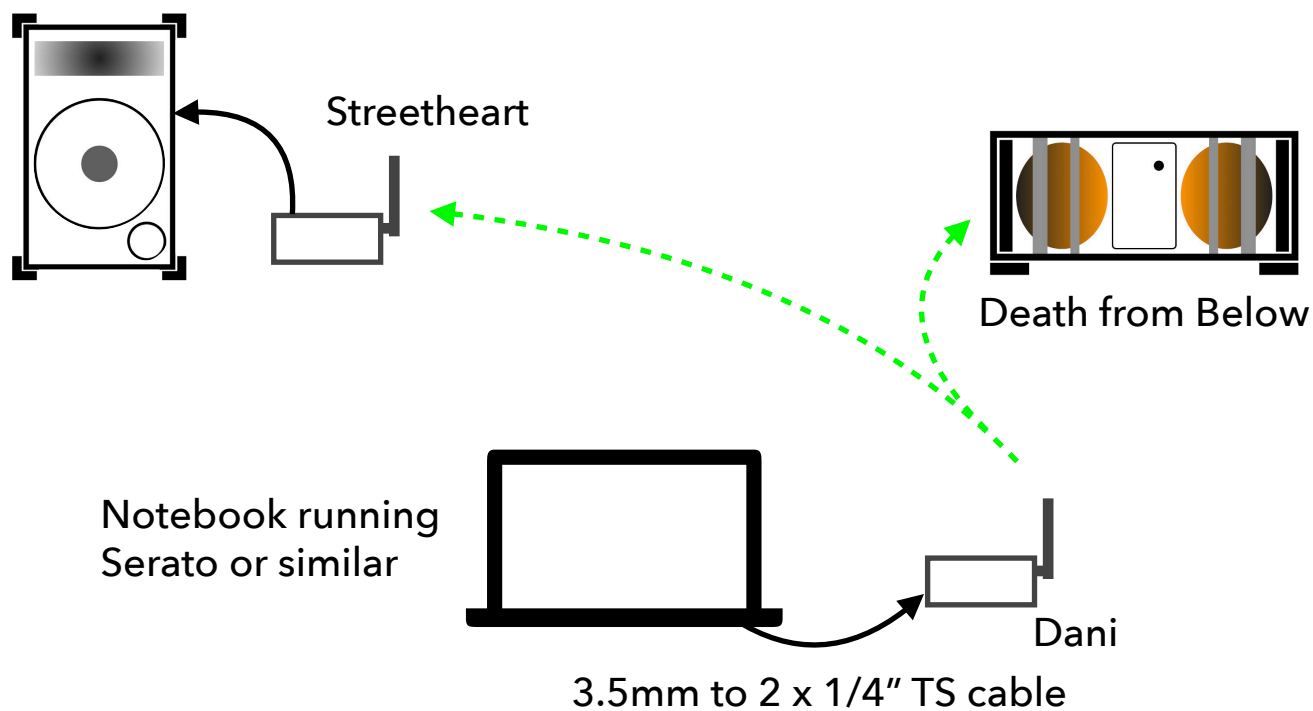 Streetheart
Death from Below
Notebook running
Serato or similar
Dani
3.5mm to 2 x 1/4” TS cable